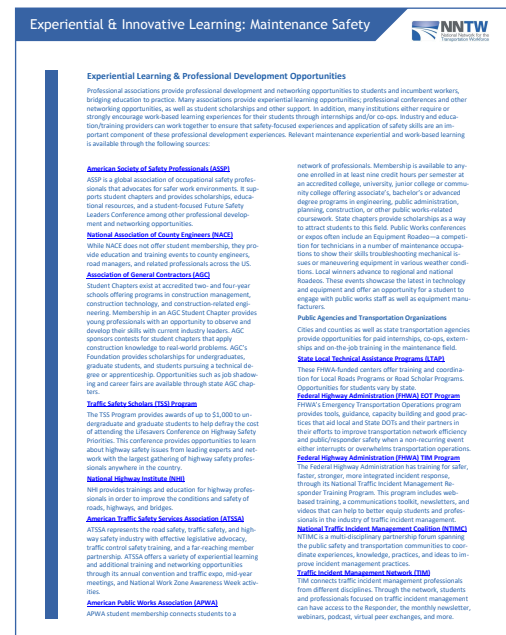 Experiential & Innovative Learning: Maintenance Safety
NNTW
National Network for the
Transportation Workforce
Experiential Learning & Professional Development Opportunities
Professional associations provide professional development and networking opportunities to students and incumbent workers,
bridging education to practice. Many associations provide experiential learning opportunities; professional conferences and other
networking opportunities, as well as student scholarships and other support. In addition, many institutions either require or
strongly encourage work-based learning experiences for their students through internships and/or co-ops. Industry and educa-
tion/training providers can work together to ensure that safety-focused experiences and application of safety skills are an im-
portant component of these professional development experiences. Relevant maintenance experiential and work-based learning
is available through the following sources:
American Society of Safety Professionals (ASSP)
ASSP is a global association of occupational safety profes-
sionals that advocates for safer work environments. It sup-
ports student chapters and provides scholarships, educa-
tional resources, and a student-focused Future Safety
Leaders Conference among other professional develop-
ment and networking opportunities.
National Association of County Engineers (NACE)
While NACE does not offer student membership, they pro-
vide education and training events to county engineers,
road managers, and related professionals across the US.
Association of General Contractors (AGC)
Student Chapters exist at accredited two- and four-year
schools offering programs in construction management,
construction technology, and construction-related engi-
neering. Membership in an AGC Student Chapter provides
young professionals with an opportunity to observe and
develop their skills with current industry leaders. AGC
sponsors contests for student chapters that apply
construction knowledge to real-world problems. AGC's
Foundation provides scholarships for undergraduates,
graduate students, and students pursuing a technical de-
gree or apprenticeship. Opportunities such as job shadow-
ing and career fairs are available through state AGC chap-
ters.
Traffic Safety Scholars (TSS) Program
The TSS Program provides awards of up to $1,000 to un-
dergraduate and graduate students to help defray the cost
of attending the Lifesavers Conference on Highway Safety
Priorities. This conference provides opportunities to learn
about highway safety issues from leading experts and net-
work with the largest gathering of highway safety profes-
sionals anywhere in the country.
National Highway Institute (NHI)
NHI provides trainings and education for highway profes-
sionals in order to improve the conditions and safety of
roads, highways, and bridges.
American Traffic Safety Services Association (ATSSA)
ATSSA represents the road safety, traffic safety, and high-
way safety industry with effective legislative advocacy,
traffic control safety training, and a far-reaching member
partnership. ATSSA offers a variety of experiential learning
and additional training and networking opportunities
through its annual convention and traffic expo, mid-year
meetings, and National Work Zone Awareness Week activ-
ities.
American Public Works Association (APWA)
APWA student membership connects students to a
network of professionals. Membership is available to any-
one enrolled in at least nine credit hours per semester at
an accredited college, university, junior college or commu-
nity college offering associate's, bachelor's or advanced
degree programs in engineering, public administration,
planning, construction, or other public works-related
coursework. State chapters provide scholarships as a way
to attract students to this field. Public Works conferences
or expos often include an Equipment Roadeo—a competi-
tion for technicians in a number of maintenance occupa-
tions to show their skills troubleshooting mechanical is-
sues or maneuvering equipment in various weather condi-
tions. Local winners advance to regional and national
Roadeos. These events showcase the latest in technology
and equipment and offer an opportunity for a student to
engage with public works staff as well as equipment manu-
facturers.
Public Agencies and Transportation Organizations
Cities and counties as well as state transportation agencies
provide opportunities for paid internships, co-ops, extern-
ships and on-the-job training in the maintenance field.
State Local Technical Assistance Programs (LTAP)
These FHWA-funded centers offer training and coordina-
tion for Local Roads Programs or Road Scholar Programs.
Opportunities for students vary by state.
Federal Highway Administration (FHWA) EOT Program
FHWA's Emergency Transportation Operations program
provides tools, guidance, capacity building and good prac-
tices that aid local and State DOTs and their partners in
their efforts to improve transportation network efficiency
and public/responder safety when a non-recurring event
either interrupts or overwhelms transportation operations.
Federal Highway Administration (FHWA) TIM Program
The Federal Highway Administration has training for safer,
faster, stronger, more integrated incident response,
through its National Traffic Incident Management Re-
sponder Training Program. This program includes web-
based training, a communications toolkit, newsletters, and
videos that can help to better equip students and profes-
sionals in the industry of traffic incident management.
National Traffic Incident Management Coalition (NTIMC)
NTIMC is a multi-disciplinary partnership forum spanning
the public safety and transportation communities to coor-
dinate experiences, knowledge, practices, and ideas to im-
prove incident management practices.
Traffic Incident Management Network (TIM)
TIM connects traffic incident management professionals
from different disciplines. Through the network, students
and professionals focused on traffic incident management
can have access to the Responder, the monthly newsletter,
webinars, podcast, virtual peer exchanges, and more.